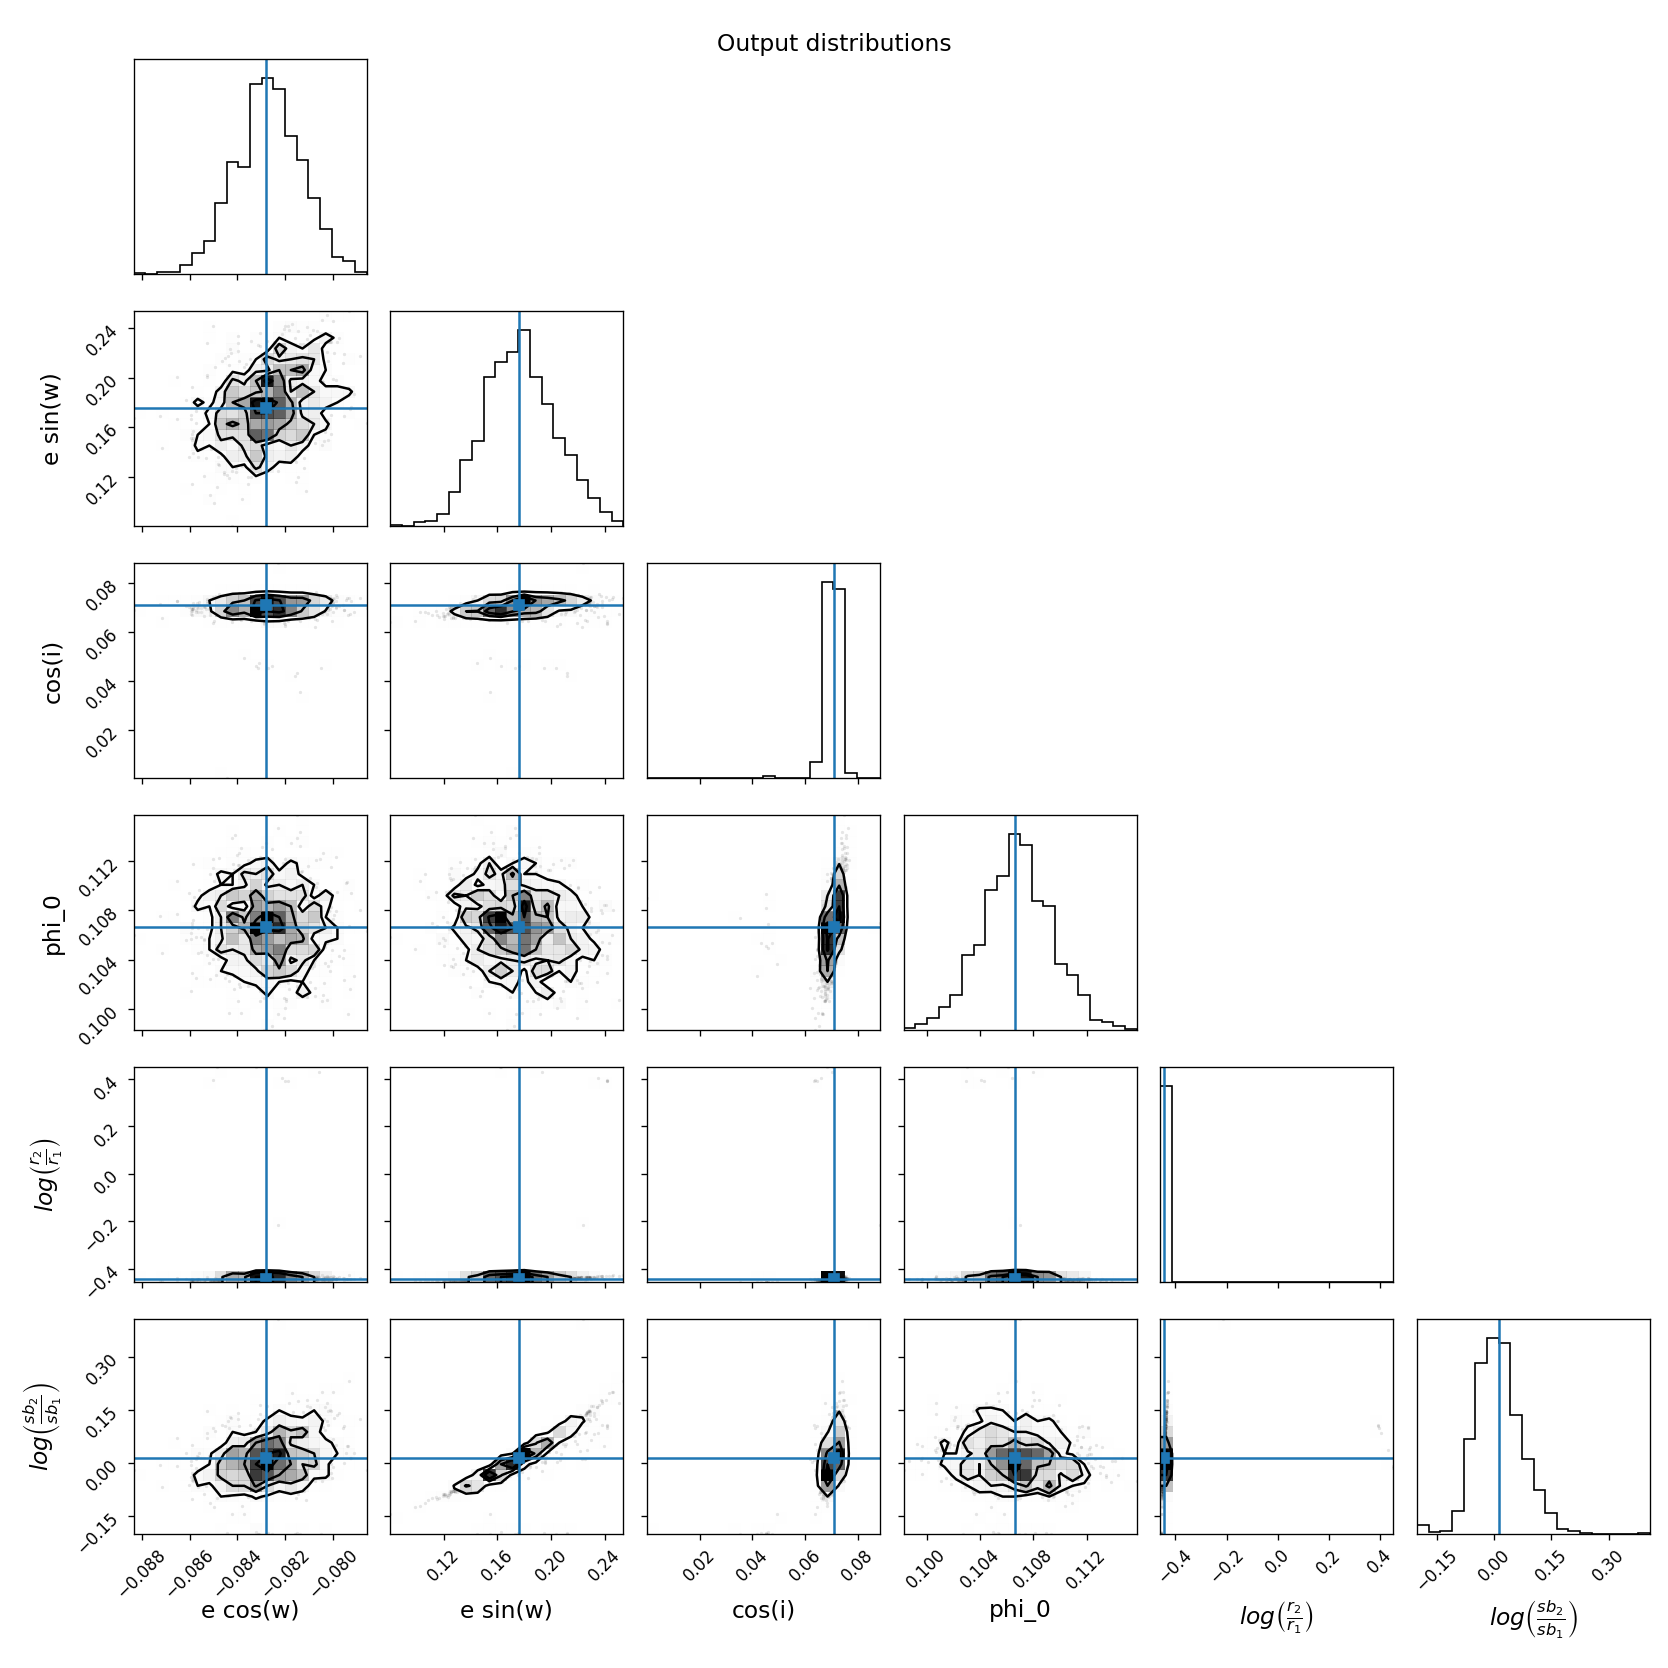 Output distributions
e sin(w)
0.24
0.20
0.16
0.12
cos(i)
0.08
0.06
0.04
0.02
phi_0
0.112
0.108
0.104
0.100
log(r2/r1)
0.4
0.2
0.0
−0.2
−0.4
log(sb2/sb1)
0.30
0.15
0.00
−0.15
−0.088 −0.086 −0.084 −0.082 −0.080
0.12 0.16 0.20 0.24
0.02 0.04 0.06 0.08
0.100 0.104 0.108 0.112
−0.4 −0.2 0.0 0.2 0.4
−0.15 0.00 0.15 0.30
e cos(w)
e sin(w)
cos(i)
phi_0
log(r2/r1)
log(sb2/sb1)